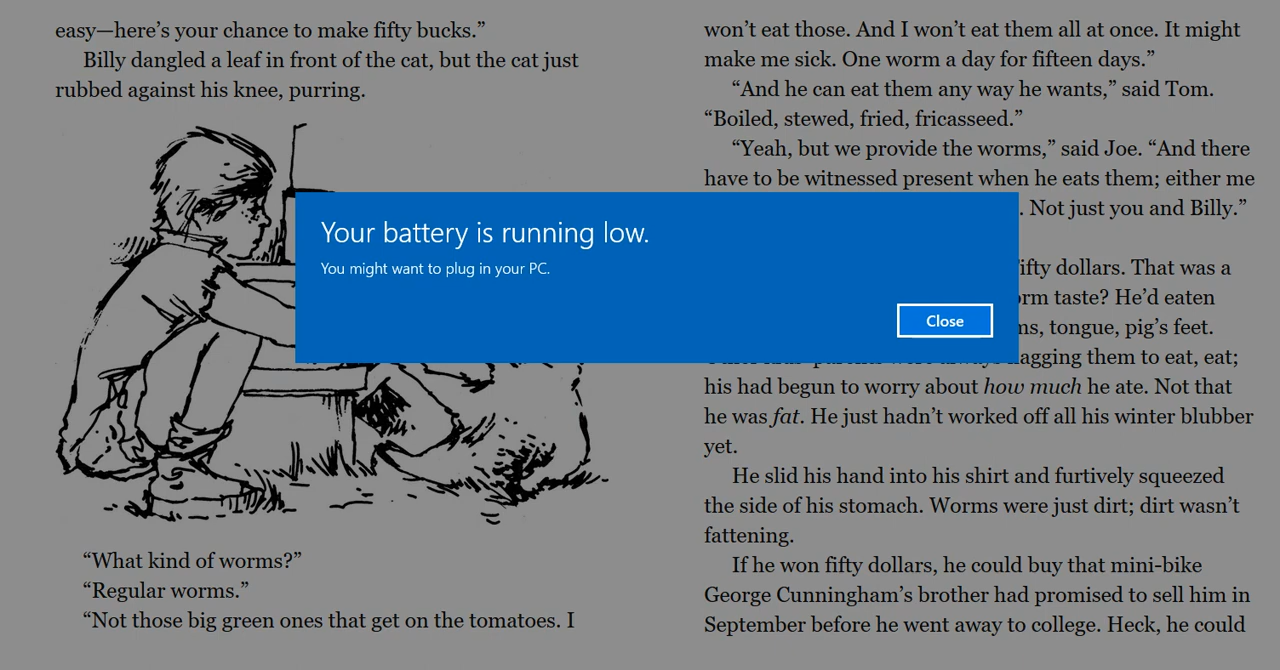 easy—here’s your chance to make fifty bucks.”
Billy dangled a leaf in front of the cat, but the cat just
rubbed against his knee, purring.
“What kind of worms?”
“Regular worms.”
“Not those big green ones that get on the tomatoes. I
won’t eat those. And I won’t eat them all at once. It might
make me sick. One worm a day for fifteen days.”
“And he can eat them any way he wants,” said Tom.
“Boiled, stewed, fried, fricasseed.”
“Yeah, but we provide the worms,” said Joe. “And there
have to be witnessed present when he eats them; either me
. Not just you and Billy.”
dollars. That was a
taste? He’d eaten
tongue, pig’s feet.
nagging them to eat, eat;
his had begun to worry about how much he ate. Not that
he was fat. He just hadn’t worked off all his winter blubber
yet.
He slid his hand into his shirt and furtively squeezed
the side of his stomach. Worms were just dirt; dirt wasn’t
fattening.
If he won fifty dollars, he could buy that mini-bike
George Cunningham’s brother had promised to sell him in
September before he went away to college. Heck, he could
Your battery is running low.
You might want to plug in your PC.
Close